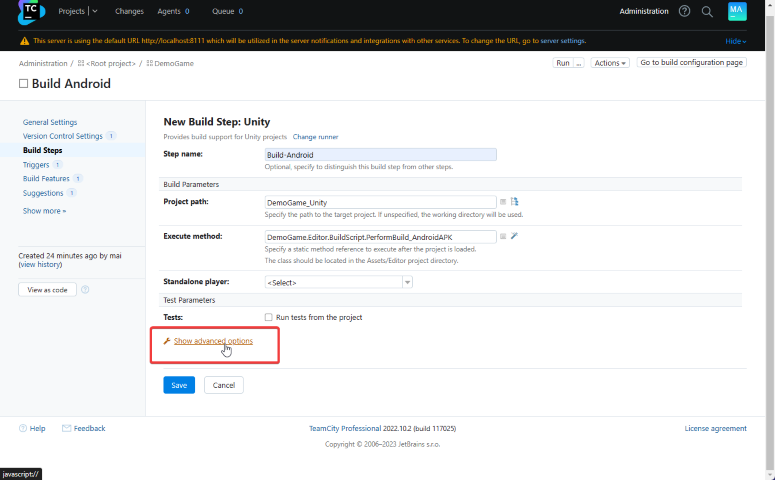 TC
Projects
Changes
Agents 0
Queue 0
Administration
MA
This server is using the default URL http://localhost:8111 which will be utilized in the server notifications and integrations with other services. To change the URL, go to server settings.
Hide
Administration / <Root project> / DemoGame
Run ...
Actions
Go to build configuration page
Build Android
General Settings
Version Control Settings 1
Build Steps
Triggers 1
Build Features 1
Suggestions 1
Show more »
Created 24 minutes ago by mai
(view history)
View as code
New Build Step: Unity
Provides build support for Unity projects Change runner
Step name:
Build-Android
Optional, specify to distinguish this build step from other steps.
Build Parameters
Project path:
DemoGame_Unity
Specify the path to the target project. If unspecified, the working directory will be used.
Execute method:
DemoGame.Editor.BuildScript.PerformBuild_AndroidAPK
Specify a static method reference to execute after the project is loaded.
The class should be located in the Assets/Editor project directory.
Standalone player:
<Select>
Test Parameters
Tests:
Run tests from the project
Show advanced options
Save
Cancel
Help
Feedback
TeamCity Professional 2022.10.2 (build 117025)
License agreement
Copyright © 2006–2023 JetBrains s.r.o.
javascript://